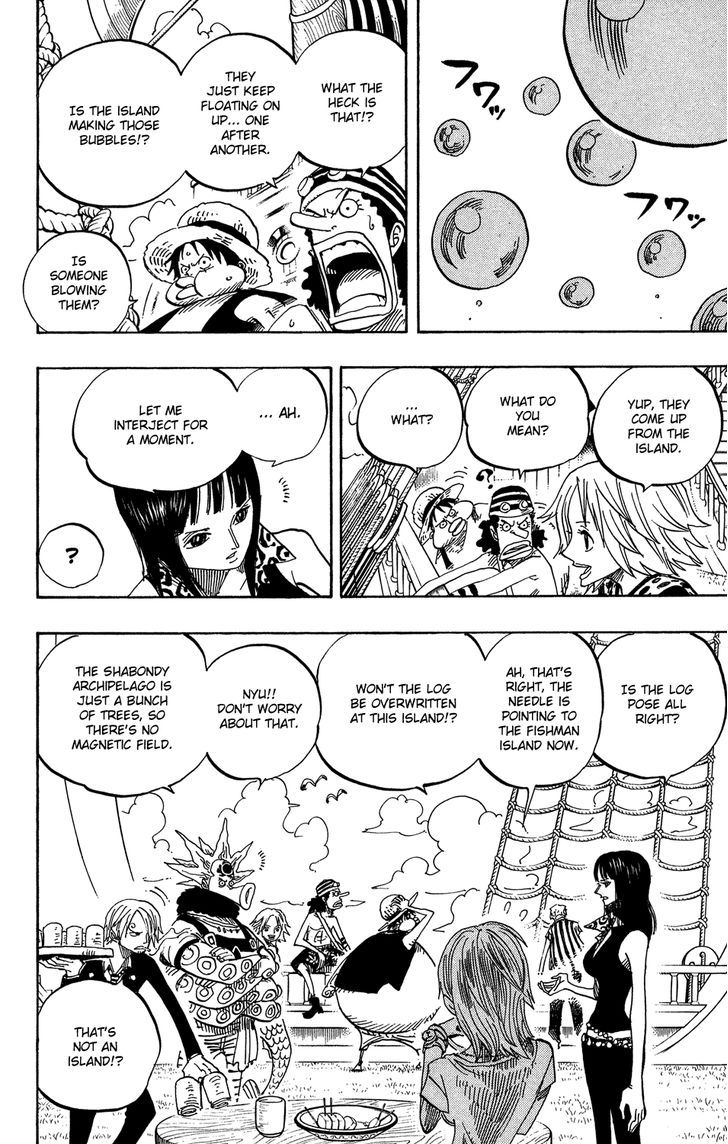 フワッ
フワッ
WHAT THE
HECK IS
THAT!?
THEY
JUST KEEP
FLOATING ON
UP... ONE
AFTER
ANOTHER.
IS THE ISLAND
MAKING THOSE
BUBBLES!?
IS
SOMEONE
BLOWING
THEM?
YUP, THEY
COME UP
FROM THE
ISLAND.
WHAT DO
YOU
MEAN?
...
WHAT?
?
... AH.
LET ME
INTERJECT FOR
A MOMENT.
?
IS THE LOG
POSE ALL
RIGHT?
AH, THAT'S
RIGHT, THE
NEEDLE IS
POINTING TO
THE FISHMAN
ISLAND NOW.
WON'T THE LOG
BE OVERWRITTEN
AT THIS ISLAND!?
NYU!!
DON'T WORRY
ABOUT THAT.
THE SHABONDY
ARCHIPELAGO IS
JUST A BUNCH
OF TREES, SO
THERE'S NO
MAGNETIC FIELD.
THAT'S
NOT AN
ISLAND!?